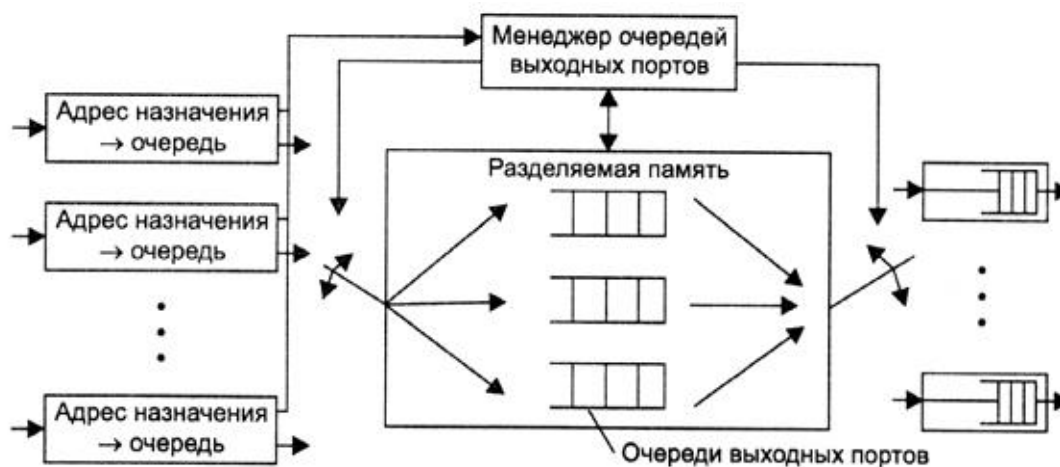 Менеджер очередей
выходных портов
Адрес назначения
→ очередь
Разделяемая память
Адрес назначения
→ очередь
Адрес назначения
→ очередь
Очереди выходных портов